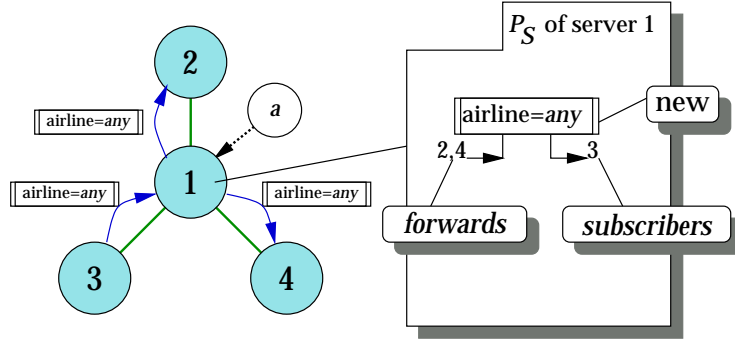 P_S of server 1
2
a
airline=any
new
airline=any
2,4
3
1
airline=any
airline=any
forwards
subscribers
3
4